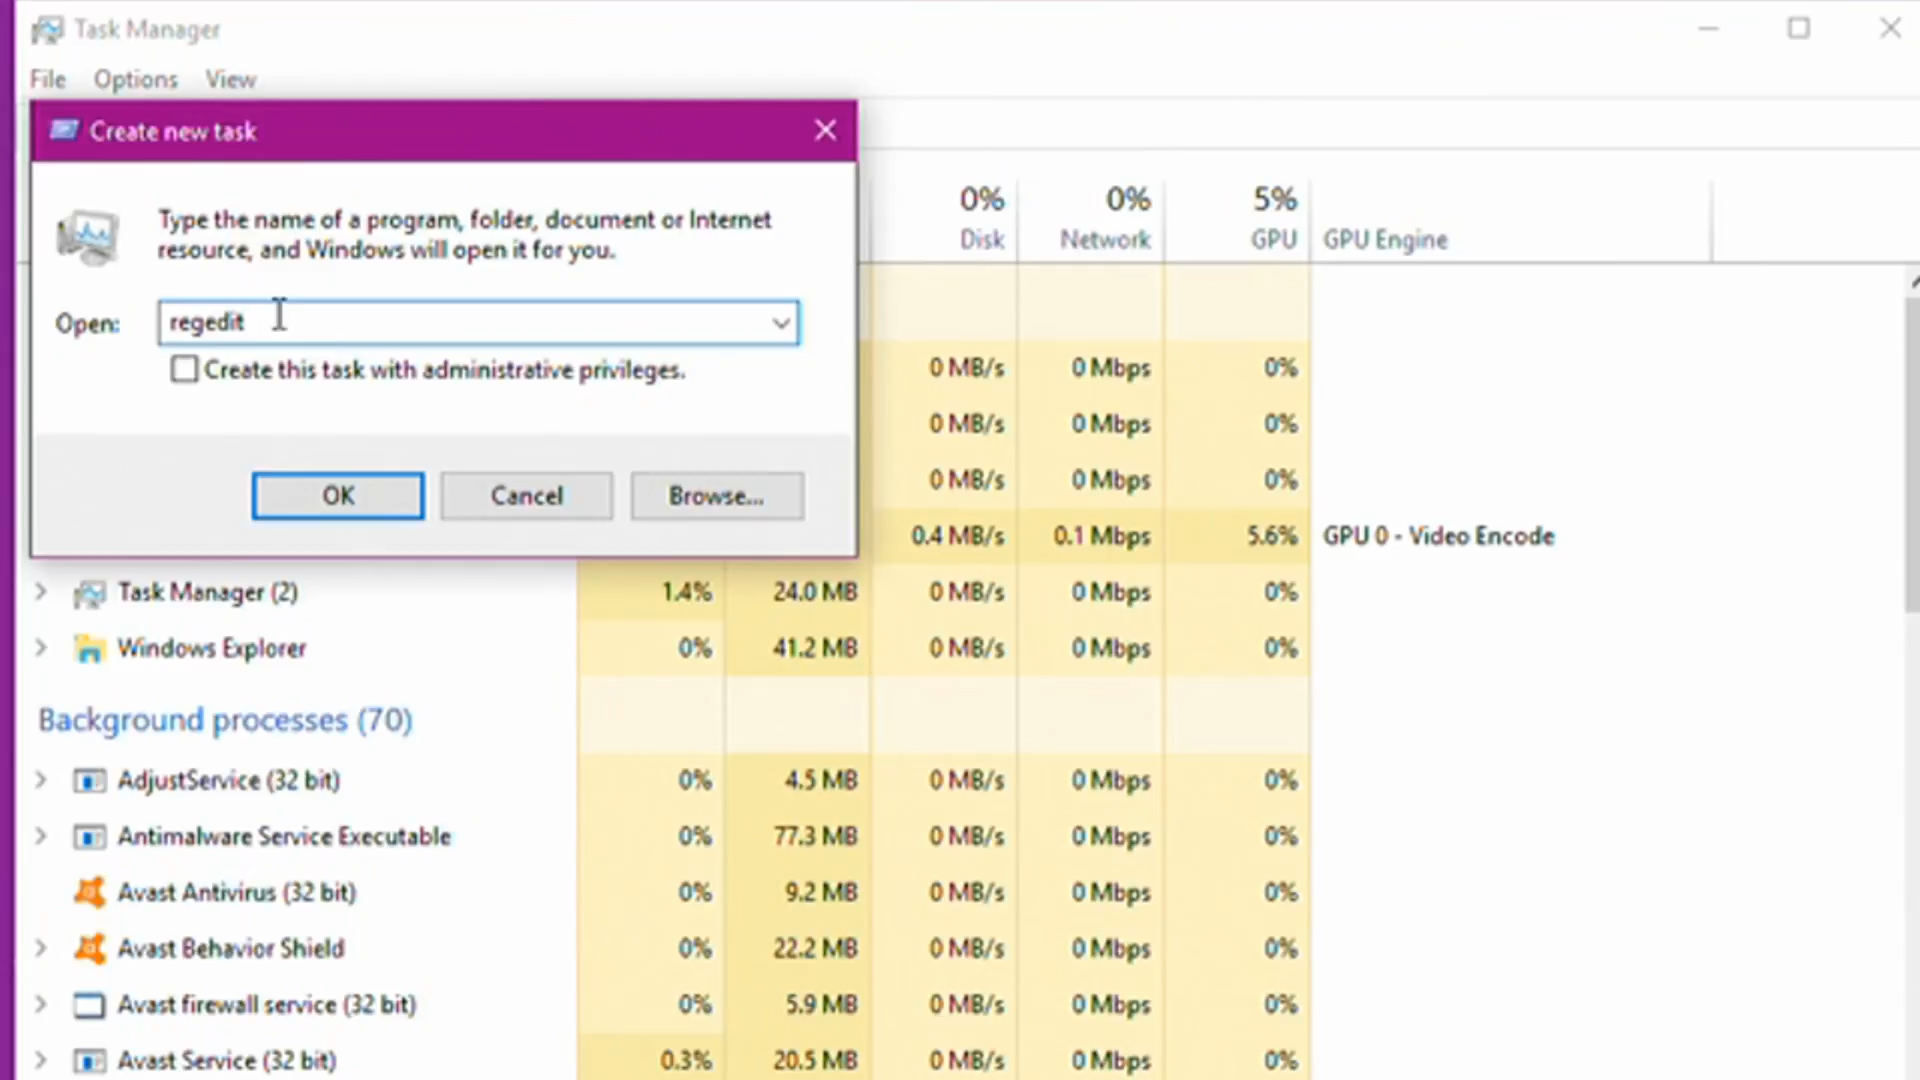 Task Manager
File Options View
Create new task
Type the name of a program, folder, document or Internet
resource, and Windows will open it for you.
Open: regedit
Create this task with administrative privileges.
OK Cancel Browse...
0% 0% 5%
Disk Network GPU GPU Engine
0 MB/s 0 Mbps 0%
0 MB/s 0 Mbps 0%
0 MB/s 0 Mbps 0%
0.4 MB/s 0.1 Mbps 5.6% GPU 0 - Video Encode
Task Manager (2) 1.4% 24.0 MB 0 MB/s 0 Mbps 0%
Windows Explorer 0% 41.2 MB 0 MB/s 0 Mbps 0%
Background processes (70)
AdjustService (32 bit) 0% 4.5 MB 0 MB/s 0 Mbps 0%
Antimalware Service Executable 0% 77.3 MB 0 MB/s 0 Mbps 0%
Avast Antivirus (32 bit) 0% 9.2 MB 0 MB/s 0 Mbps 0%
Avast Behavior Shield 0% 22.2 MB 0 MB/s 0 Mbps 0%
Avast firewall service (32 bit) 0% 5.9 MB 0 MB/s 0 Mbps 0%
Avast Service (32 bit) 0.3% 20.5 MB 0 MB/s 0 Mbps 0%